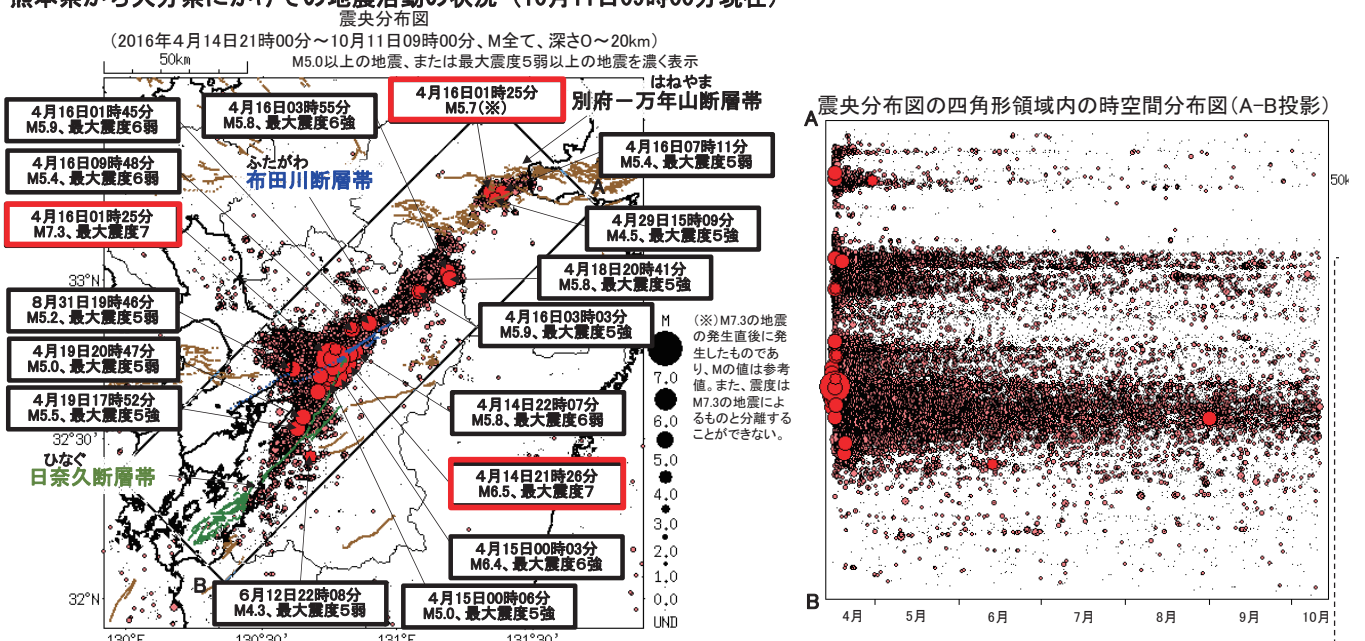 熊本県から大分県にかけての地震活動の状況（10月11日09時00分現在）
震央分布図
（2016年4月14日21時00分～10月11日09時00分、M全て、深さ0～20km）
50km
M5.0以上の地震、または最大震度5弱以上の地震を濃く表示
4月16日01時45分
M5.9、最大震度6弱
4月16日03時55分
M5.8、最大震度6強
4月16日01時25分
M5.7(※)
はねやま
別府－万年山断層帯
4月16日07時11分
M5.4、最大震度5弱
A
4月16日09時48分
M5.4、最大震度6弱
ふたがわ
布田川断層帯
4月16日01時25分
M7.3、最大震度7
4月29日15時09分
M4.5、最大震度5強
4月18日20時41分
M5.8、最大震度5強
33°N
8月31日19時46分
M5.2、最大震度5弱
4月16日03時03分
M5.9、最大震度5強
4月19日20時47分
M5.0、最大震度5弱
4月19日17時52分
M5.5、最大震度5強
4月14日22時07分
M5.8、最大震度6弱
32°30'
ひなぐ
日奈久断層帯
4月14日21時26分
M6.5、最大震度7
4月15日00時03分
M6.4、最大震度6強
B
6月12日22時08分
M4.3、最大震度5弱
4月15日00時06分
M5.0、最大震度5強
32°N
130°E
130°30'
131°E
131°30'
M
7.0
6.0
5.0
4.0
3.0
2.0
1.0
0.0
UND
(※)M7.3の地震
の発生直後に発
生したものであ
り、Mの値は参考
値。また、震度は
M7.3の地震によ
るものと分離する
ことができない。
震央分布図の四角形領域内の時空間分布図（A-B投影）
A
50k
B
4月
5月
6月
7月
8月
9月
10月